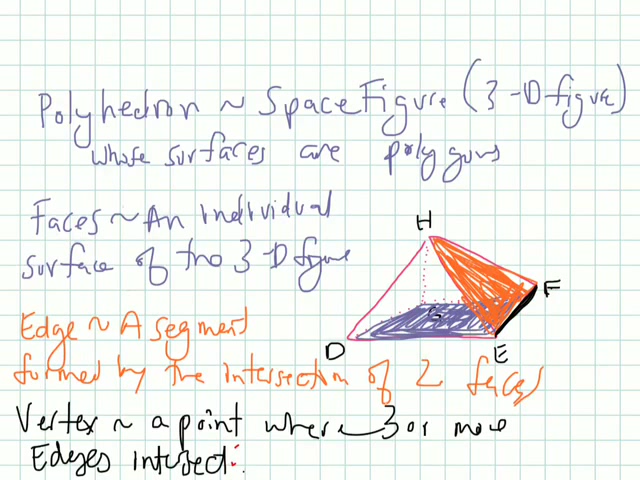 Polyhedron ~ Space Figure (3-D figure)
whose surfaces are polygons
Faces ~ An individual
surface of the 3-D figure
H
F
G
D
E
Edge ~ A segment
formed by the intersection of 2 faces
Vertex ~ a point where 3 or more
Edges intersect: